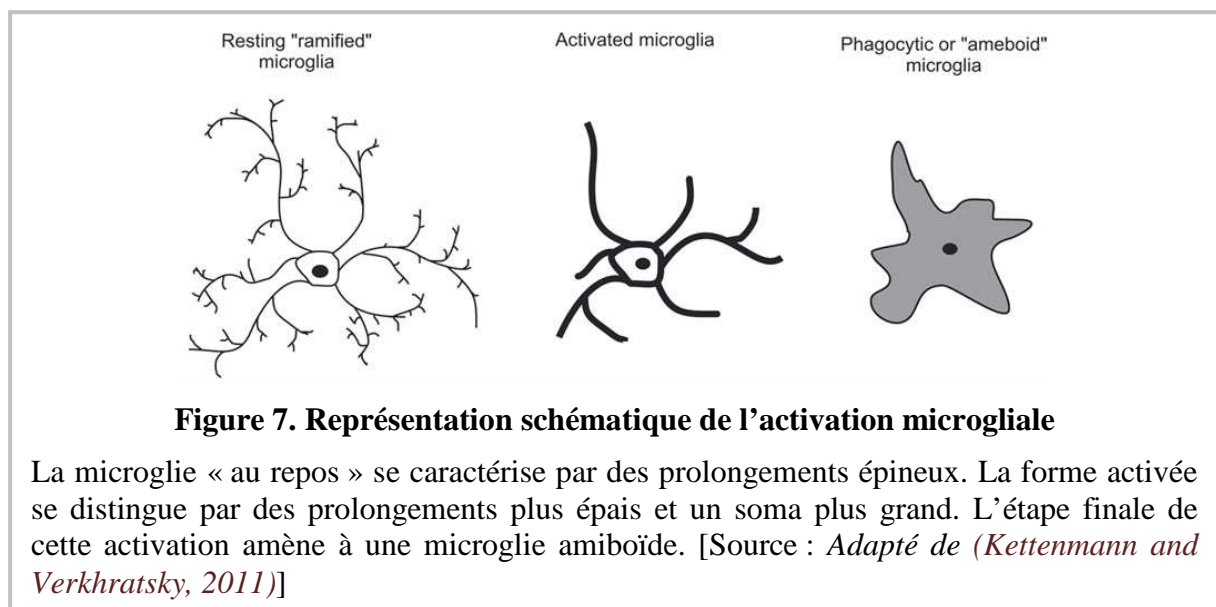 Resting "ramified"
microglia
Activated microglia
Phagocytic or "ameboid"
microglia
Figure 7. Représentation schématique de l’activation microgliale
La microglie « au repos » se caractérise par des prolongements épineux. La forme activée
se distingue par des prolongements plus épais et un soma plus grand. L’étape finale de
cette activation amène à une microglie amiboïde. [Source : Adapté de (Kettenmann and
Verkhratsky, 2011)]